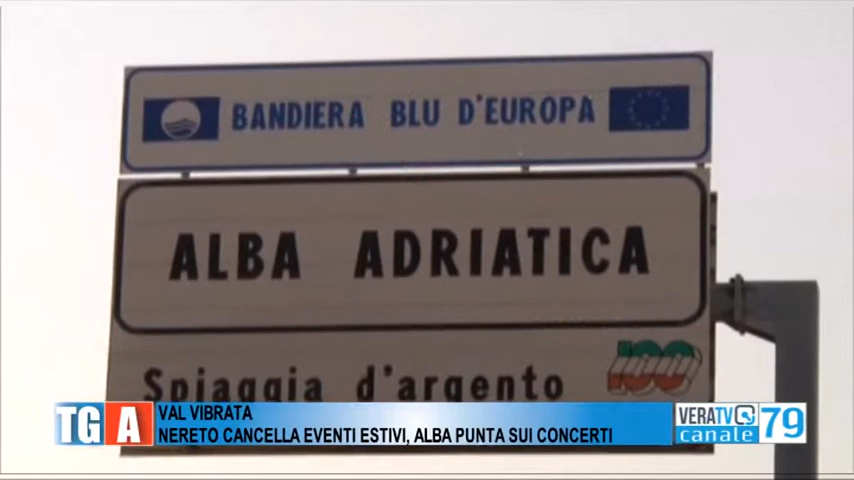 BANDIERA BLU D'EUROPA
ALBA ADRIATICA
Spiaggia d'argento
100
TGA
VAL VIBRATA
NERETO CANCELLA EVENTI ESTIVI, ALBA PUNTA SUI CONCERTI
VERATV
canale 79